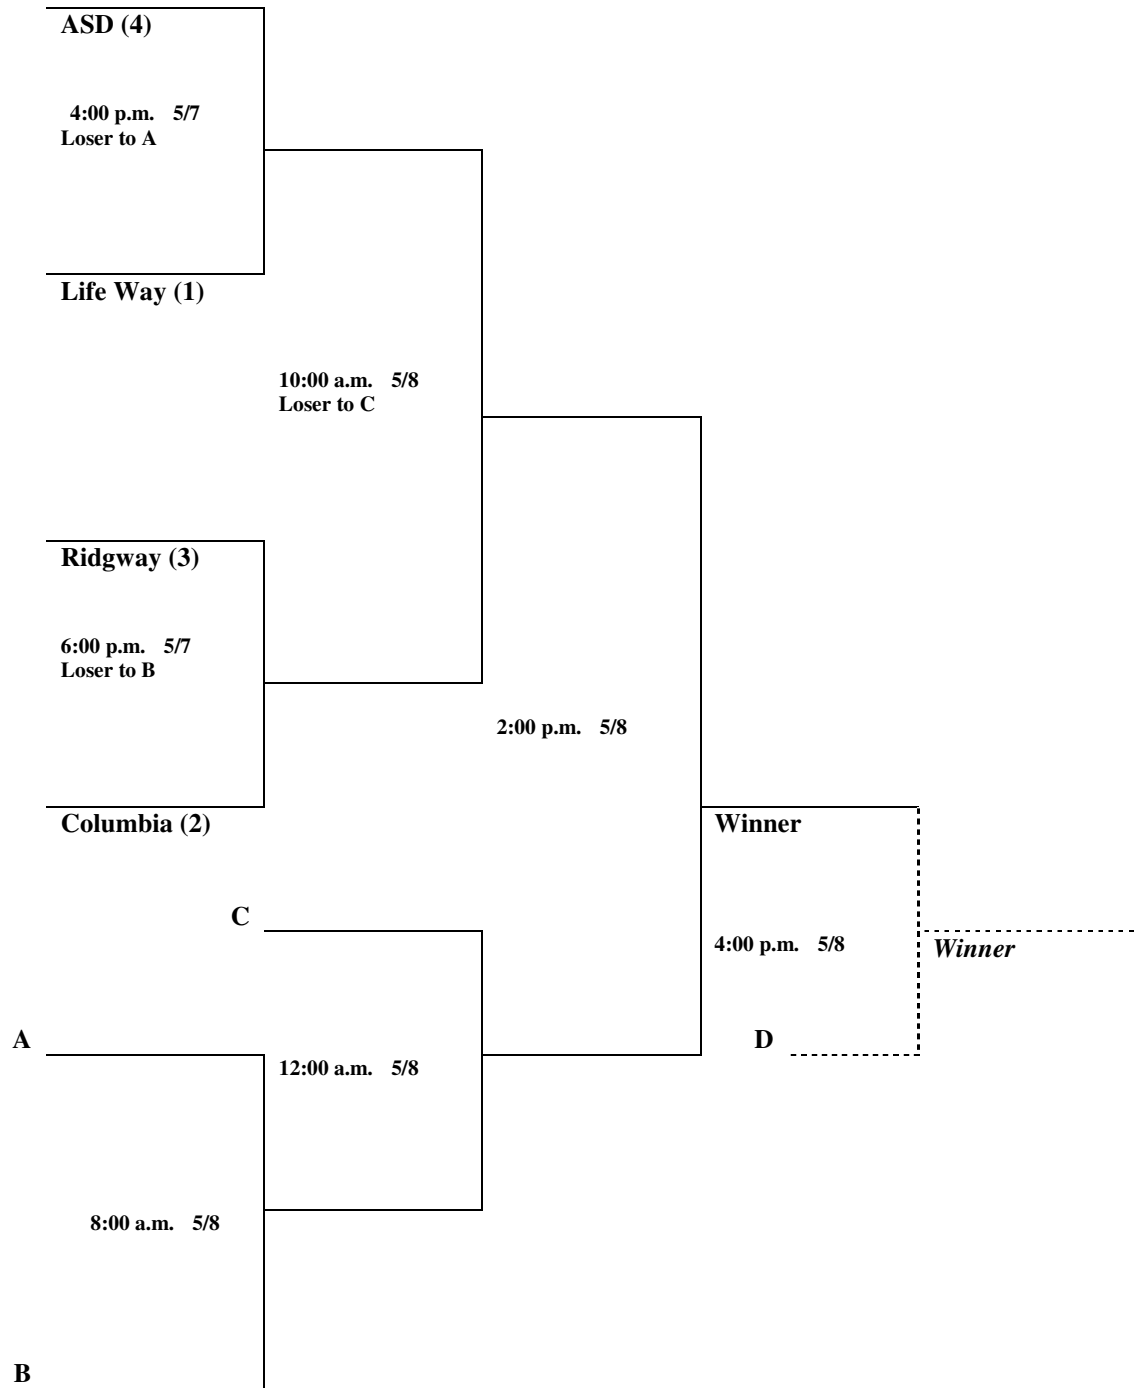 ASD (4)
4:00 p.m. 5/7
Loser to A
Life Way (1)
10:00 a.m. 5/8
Loser to C
Ridgway (3)
6:00 p.m. 5/7
Loser to B
2:00 p.m. 5/8
Columbia (2)
Winner
C
4:00 p.m. 5/8
Winner
A
D
12:00 a.m. 5/8
8:00 a.m. 5/8
B